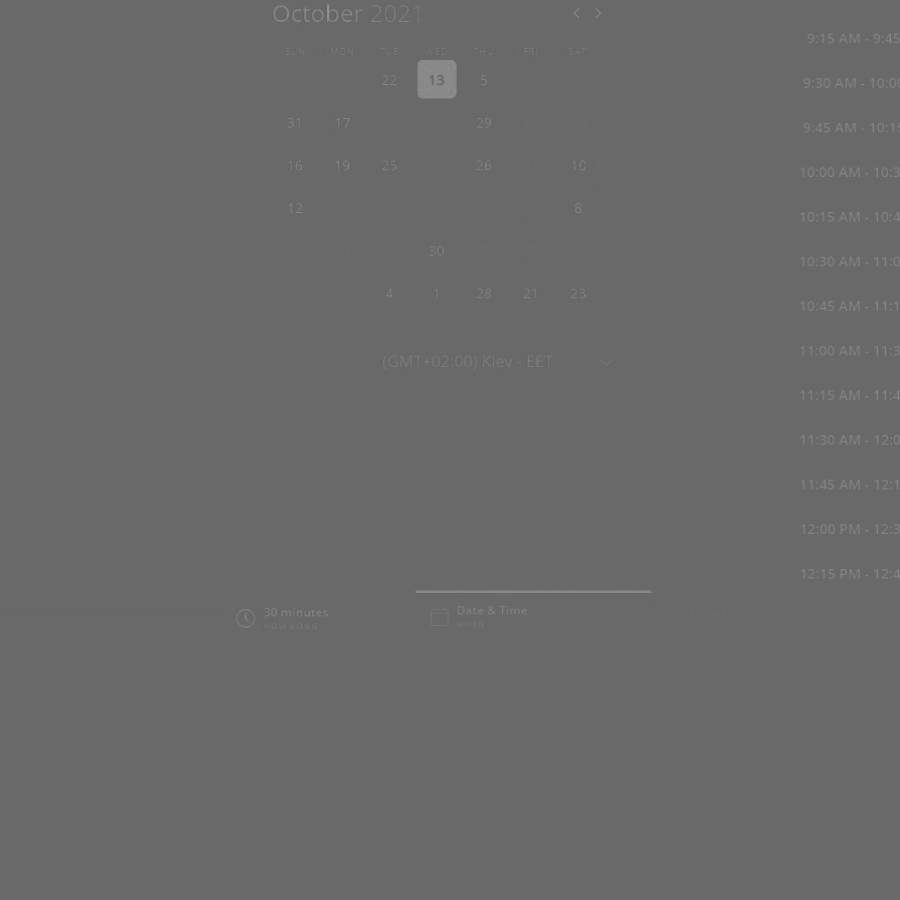 October 2021
SUN MON TUE WED THU FRI SAT
22 13 5
31 17 29
16 19 25 26 10
12 8
30
4 1 28 21 23
(GMT+02:00) Kiev - EET
9:15 AM - 9:45
9:30 AM - 10:0
9:45 AM - 10:15
10:00 AM - 10:3
10:15 AM - 10:4
10:30 AM - 11:0
10:45 AM - 11:1
11:00 AM - 11:3
11:15 AM - 11:4
11:30 AM - 12:0
11:45 AM - 12:1
12:00 PM - 12:3
12:15 PM - 12:4
30 minutes
HOW LONG
Date & Time
WHEN